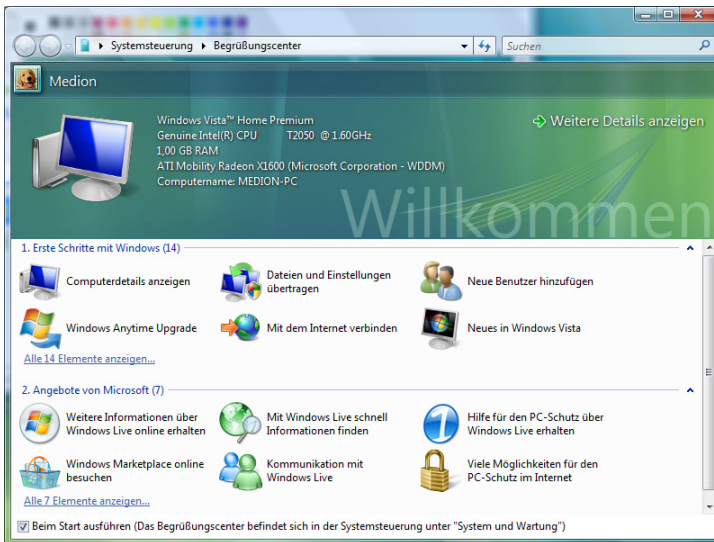 Systemsteuerung ▸ Begrüßungscenter
Suchen
Medion
Windows Vista™ Home Premium
Genuine Intel(R) CPU T2050 @ 1.60GHz
1,00 GB RAM
ATI Mobility Radeon X1600 (Microsoft Corporation - WDDM)
Computername: MEDION-PC
Weitere Details anzeigen
Willkommen
1. Erste Schritte mit Windows (14)
Computerdetails anzeigen
Dateien und Einstellungen
übertragen
Neue Benutzer hinzufügen
Windows Anytime Upgrade
Mit dem Internet verbinden
Neues in Windows Vista
Alle 14 Elemente anzeigen...
2. Angebote von Microsoft (7)
Weitere Informationen über
Windows Live online erhalten
Mit Windows Live schnell
Informationen finden
Hilfe für den PC-Schutz über
Windows Live erhalten
Windows Marketplace online
besuchen
Kommunikation mit
Windows Live
Viele Möglichkeiten für den
PC-Schutz im Internet
Alle 7 Elemente anzeigen...
Beim Start ausführen (Das Begrüßungscenter befindet sich in der Systemsteuerung unter "System und Wartung")